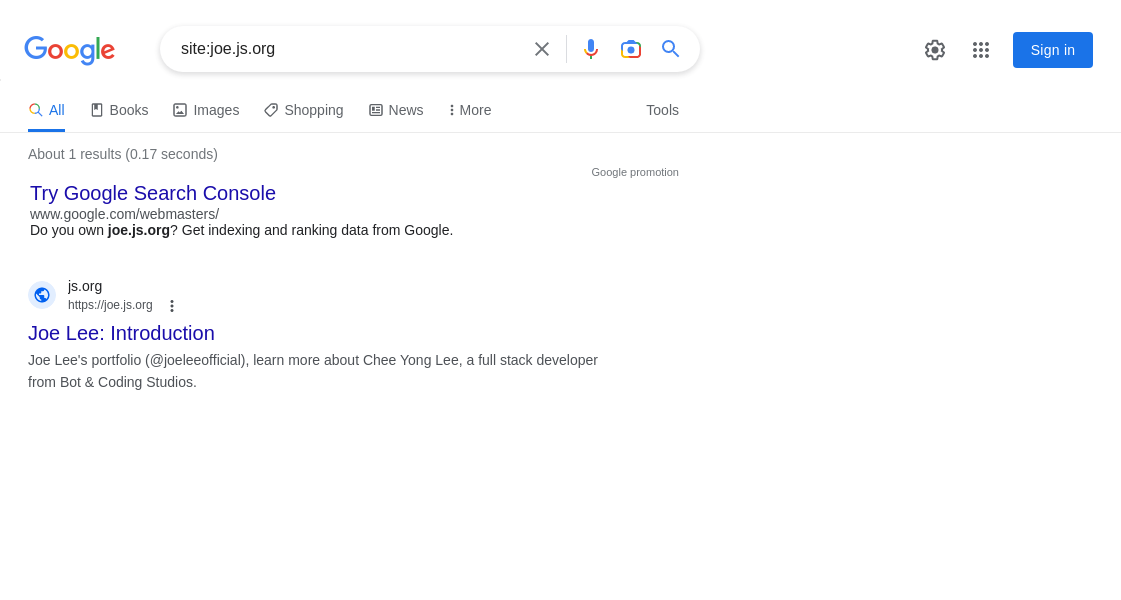 Google
site:joe.js.org
Sign in
All
Books
Images
Shopping
News
More
Tools
About 1 results (0.17 seconds)
Google promotion
Try Google Search Console
www.google.com/webmasters/
Do you own joe.js.org? Get indexing and ranking data from Google.
js.org
https://joe.js.org
Joe Lee: Introduction
Joe Lee's portfolio (@joeleeofficial), learn more about Chee Yong Lee, a full stack developer
from Bot & Coding Studios.